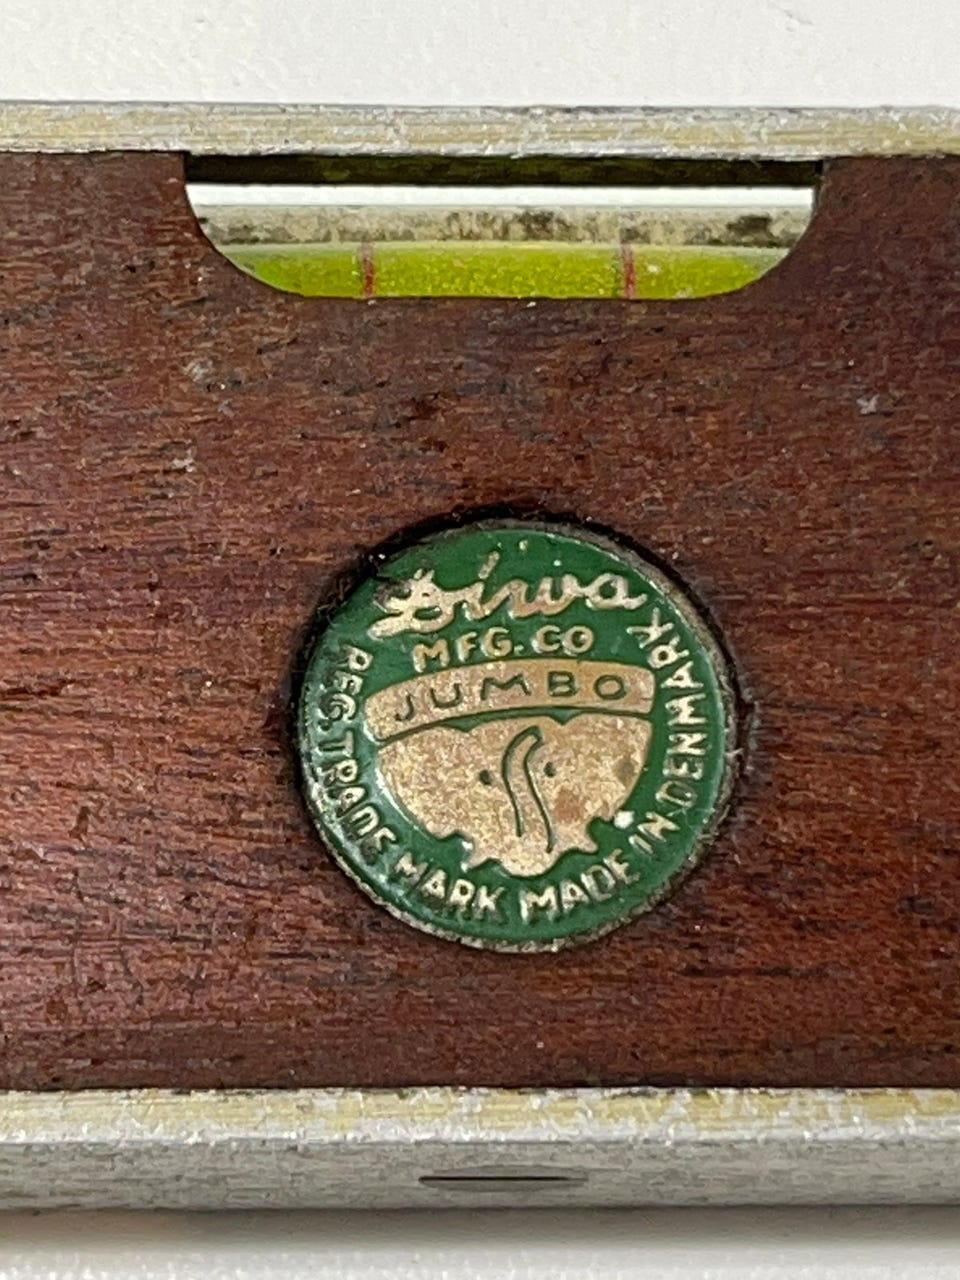 Diwa
MFG. CO
JUMBO
REG. TRADE MARK MADE IN DENMARK